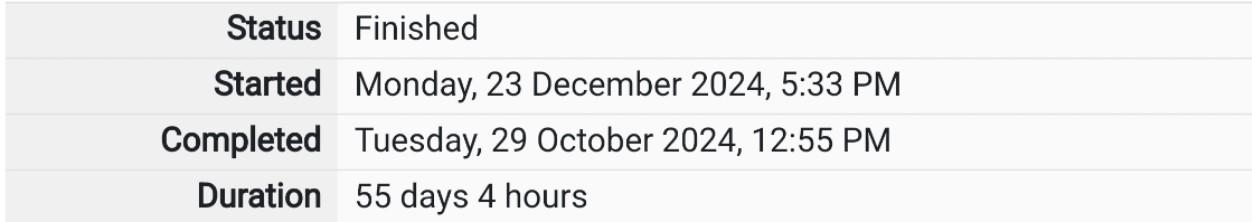 Status Finished
Started Monday, 23 December 2024, 5:33 PM
Completed Tuesday, 29 October 2024, 12:55 PM
Duration 55 days 4 hours